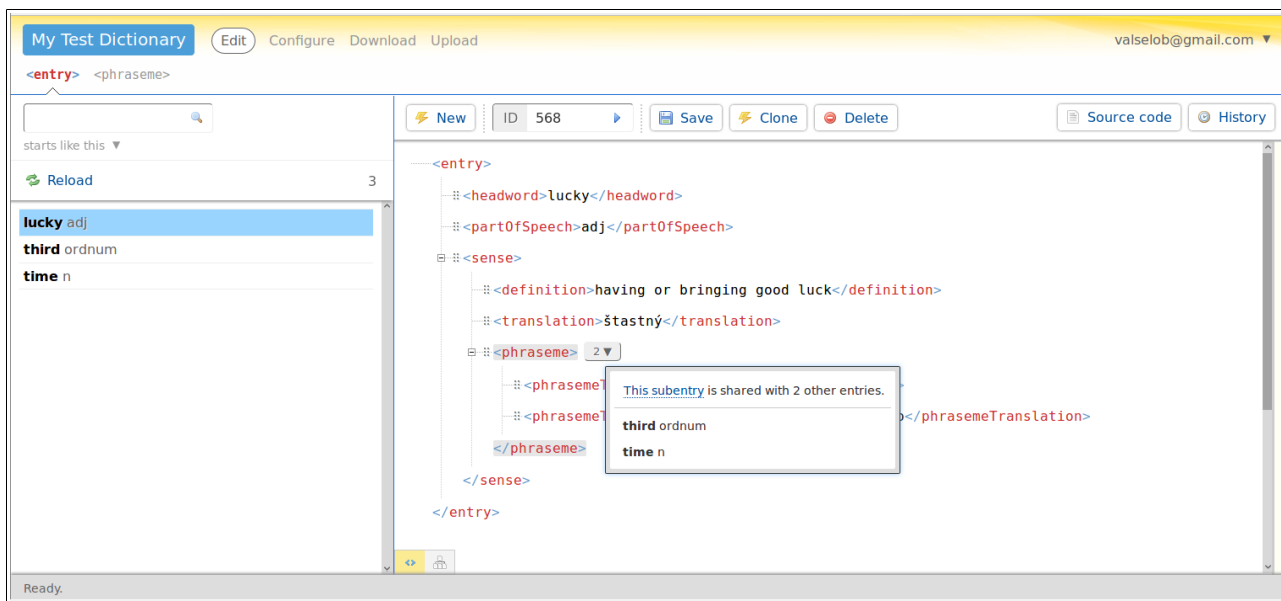 My Test Dictionary Edit Configure Download Upload valselob@gmail.com ▼
<entry> <phraseme>
New ID 568 Save Clone Delete Source code History
starts like this ▼
Reload 3
lucky adj
third ordnum
time n
<entry>
<headword>lucky</headword>
<partOfSpeech>adj</partOfSpeech>
<sense>
<definition>having or bringing good luck</definition>
<translation>štastný</translation>
<phraseme> 2▼
<phrasemeT
<phrasemeT </phrasemeTranslation>
This subentry is shared with 2 other entries.
third ordnum
time n
</phraseme>
</sense>
</entry>
Ready.